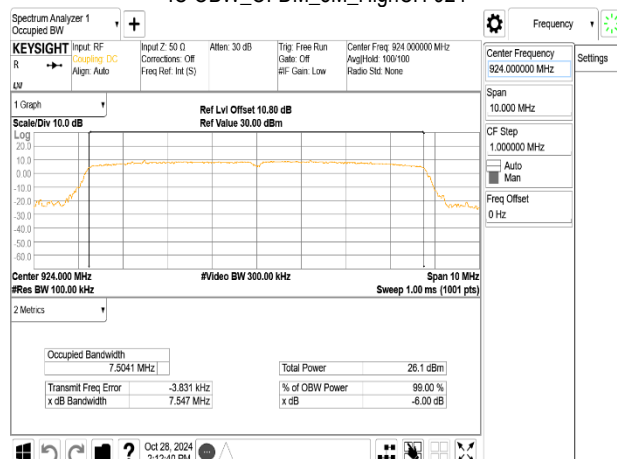 Spectrum Analyzer 1
Occupied BW
Frequency
KEYSIGHT
R
Input: RF
Coupling: DC
Align: Auto
Input Z: 50 Ω
Corrections: Off
Freq Ref: Int (S)
Atten: 30 dB
Trig: Free Run
Gate: Off
#IF Gain: Low
Center Freq: 924.000000 MHz
Avg|Hold: 100/100
Radio Std: None
Center Frequency
924.000000 MHz
Settings
Span
10.000 MHz
CF Step
1.000000 MHz
Auto
Man
Freq Offset
0 Hz
1 Graph
Scale/Div 10.0 dB
Ref Lvl Offset 10.80 dB
Ref Value 30.00 dBm
Log
20.0
10.0
0.00
-10.0
-20.0
-30.0
-40.0
-50.0
-60.0
Center 924.000 MHz
#Res BW 100.00 kHz
#Video BW 300.00 kHz
Span 10 MHz
Sweep 1.00 ms (1001 pts)
2 Metrics
Occupied Bandwidth
7.5041 MHz
Total Power 26.1 dBm
Transmit Freq Error -3.831 kHz
% of OBW Power 99.00 %
x dB Bandwidth 7.547 MHz
x dB -6.00 dB
Oct 28, 2024